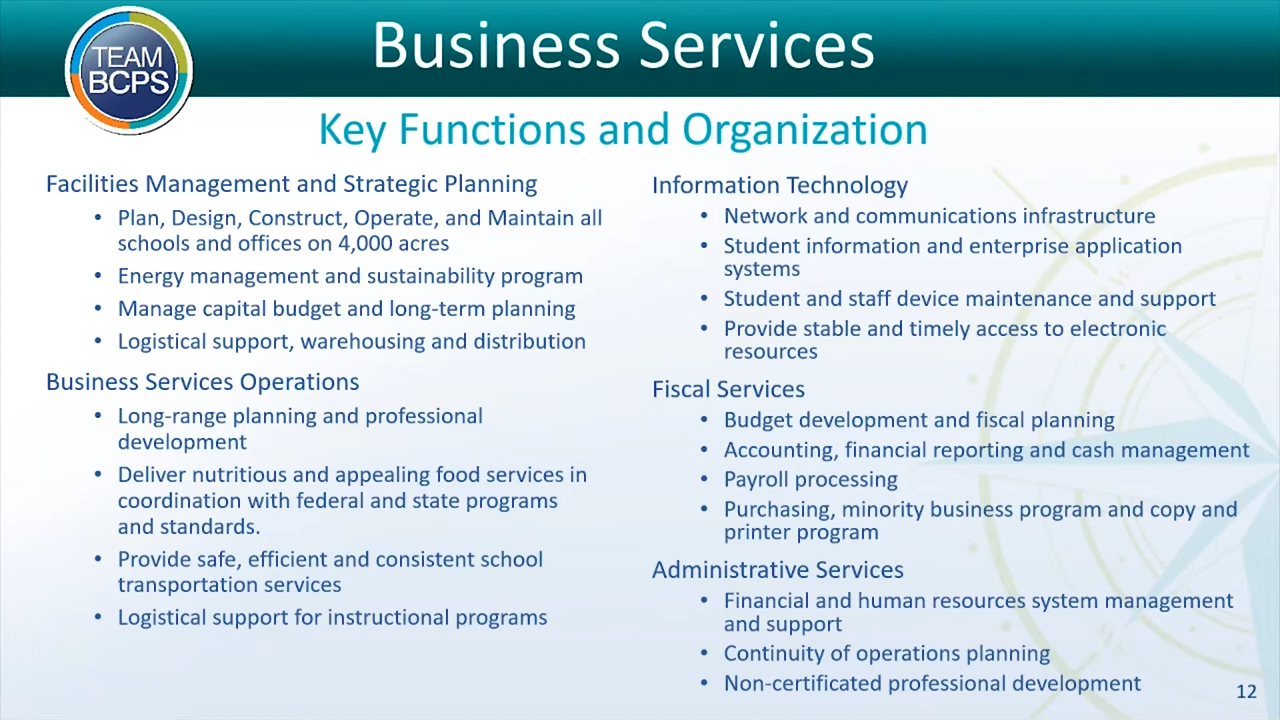 TEAM
BCPS
Business Services
Key Functions and Organization
Facilities Management and Strategic Planning
• Plan, Design, Construct, Operate, and Maintain all
schools and offices on 4,000 acres
• Energy management and sustainability program
• Manage capital budget and long-term planning
• Logistical support, warehousing and distribution
Business Services Operations
• Long-range planning and professional
development
• Deliver nutritious and appealing food services in
coordination with federal and state programs
and standards.
• Provide safe, efficient and consistent school
transportation services
• Logistical support for instructional programs
Information Technology
• Network and communications infrastructure
• Student information and enterprise application
systems
• Student and staff device maintenance and support
• Provide stable and timely access to electronic
resources
Fiscal Services
• Budget development and fiscal planning
• Accounting, financial reporting and cash management
• Payroll processing
• Purchasing, minority business program and copy and
printer program
Administrative Services
• Financial and human resources system management
and support
• Continuity of operations planning
• Non-certificated professional development
12